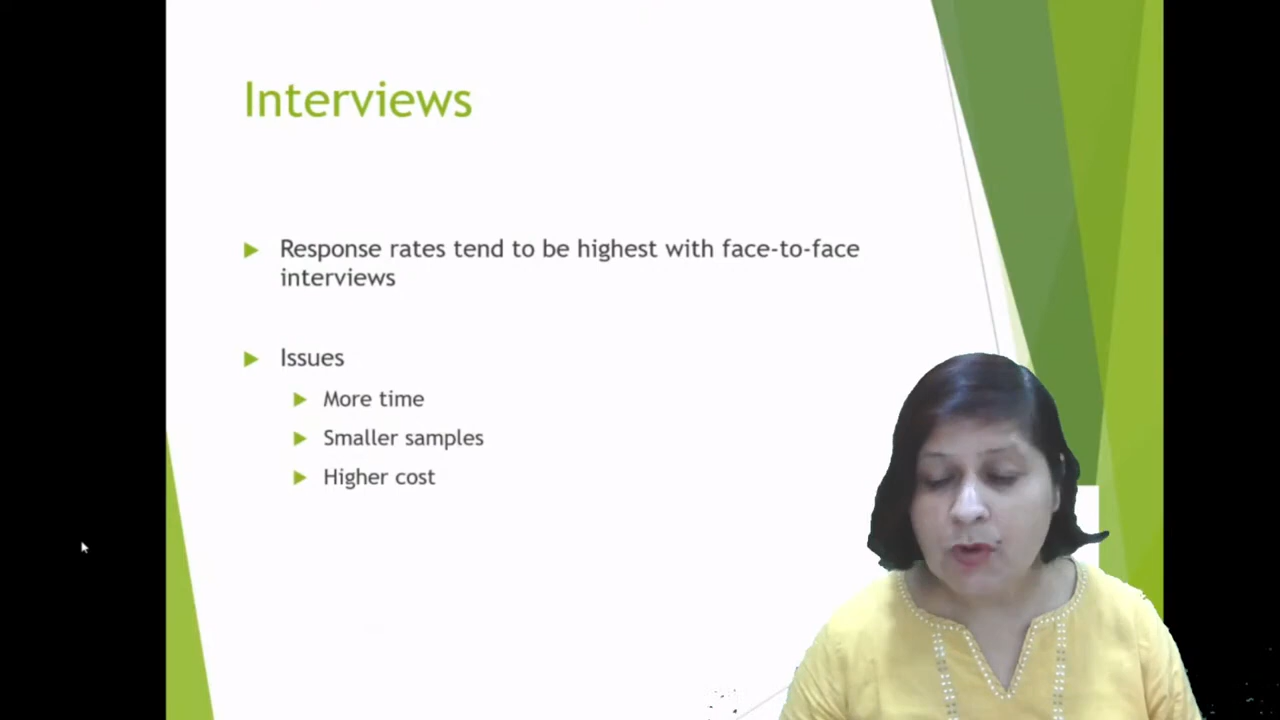 Interviews
Response rates tend to be highest with face-to-face
interviews
Issues
More time
Smaller samples
Higher cost